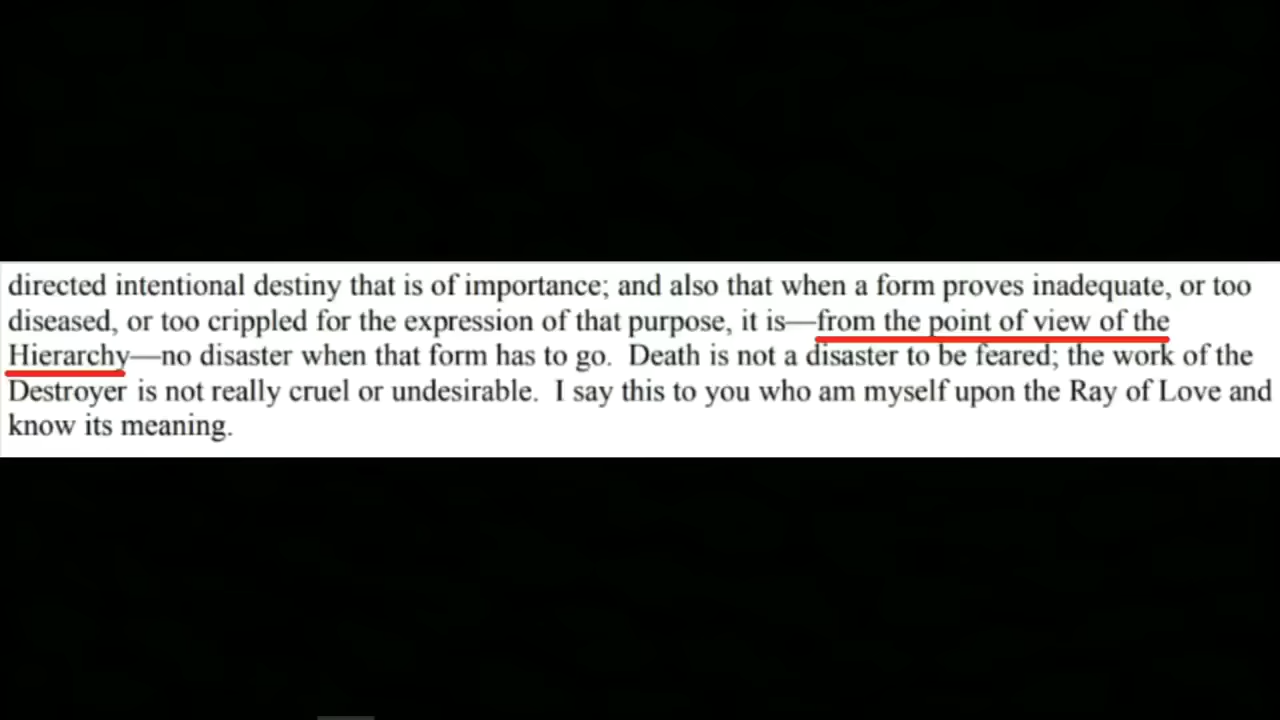 directed intentional destiny that is of importance; and also that when a form proves inadequate, or too
diseased, or too crippled for the expression of that purpose, it is—from the point of view of the
Hierarchy—no disaster when that form has to go.  Death is not a disaster to be feared; the work of the
Destroyer is not really cruel or undesirable.  I say this to you who am myself upon the Ray of Love and
know its meaning.